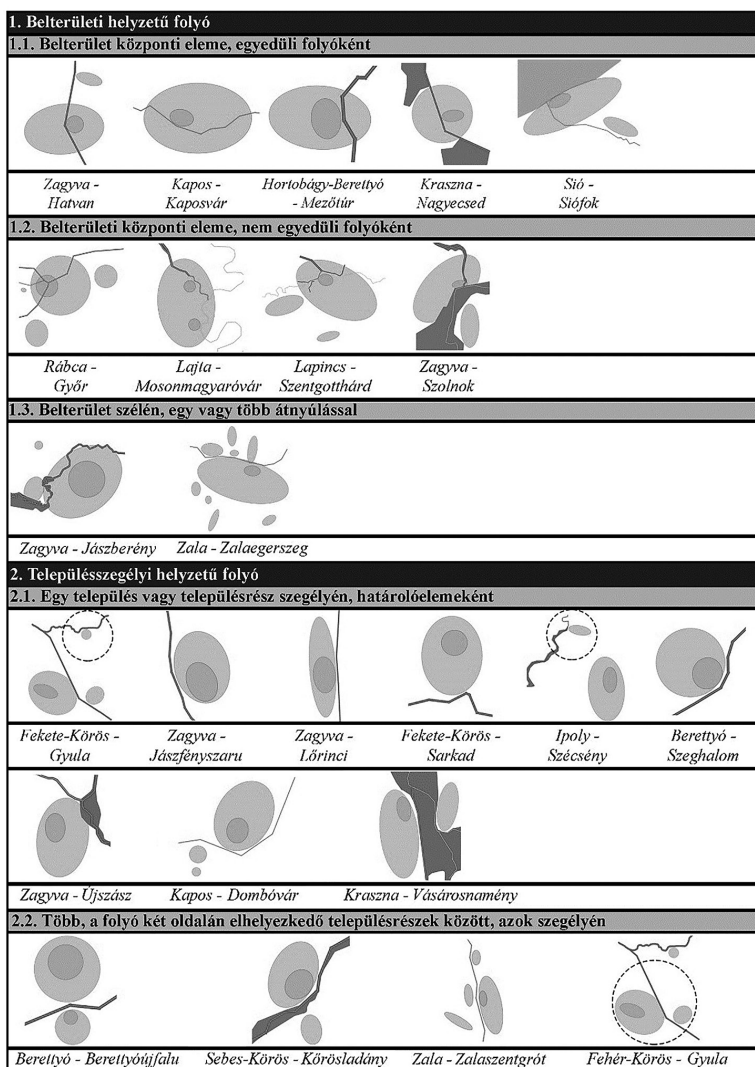 1. Belterületi helyzetű folyó
1.1. Belterület központi eleme, egyedüli folyóként
Zagyva - Hatvan
Kapos - Kaposvár
Hortobágy-Berettyó - Mezőtúr
Kraszna - Nagyecsed
Sió - Siófok
1.2. Belterületi központi eleme, nem egyedüli folyóként
Rábca - Győr
Lajta - Mosonmagyaróvár
Lapincs - Szentgotthárd
Zagyva - Szolnok
1.3. Belterület szélén, egy vagy több átnyúlással
Zagyva - Jászberény
Zala - Zalaegerszeg
2. Településszegélyi helyzetű folyó
2.1. Egy település vagy településrész szegélyén, határolóelemeként
Fekete-Körös - Gyula
Zagyva - Jászfényszaru
Zagyva - Lőrinci
Fekete-Körös - Sarkad
Ipoly - Szécsény
Berettyó - Szeghalom
Zagyva - Újszász
Kapos - Dombóvár
Kraszna - Vásárosnamény
2.2. Több, a folyó két oldalán elhelyezkedő településrészek között, azok szegélyén
Berettyó - Berettyóújfalu
Sebes-Körös - Kőrösladány
Zala - Zalaszentgrót
Fehér-Körös - Gyula